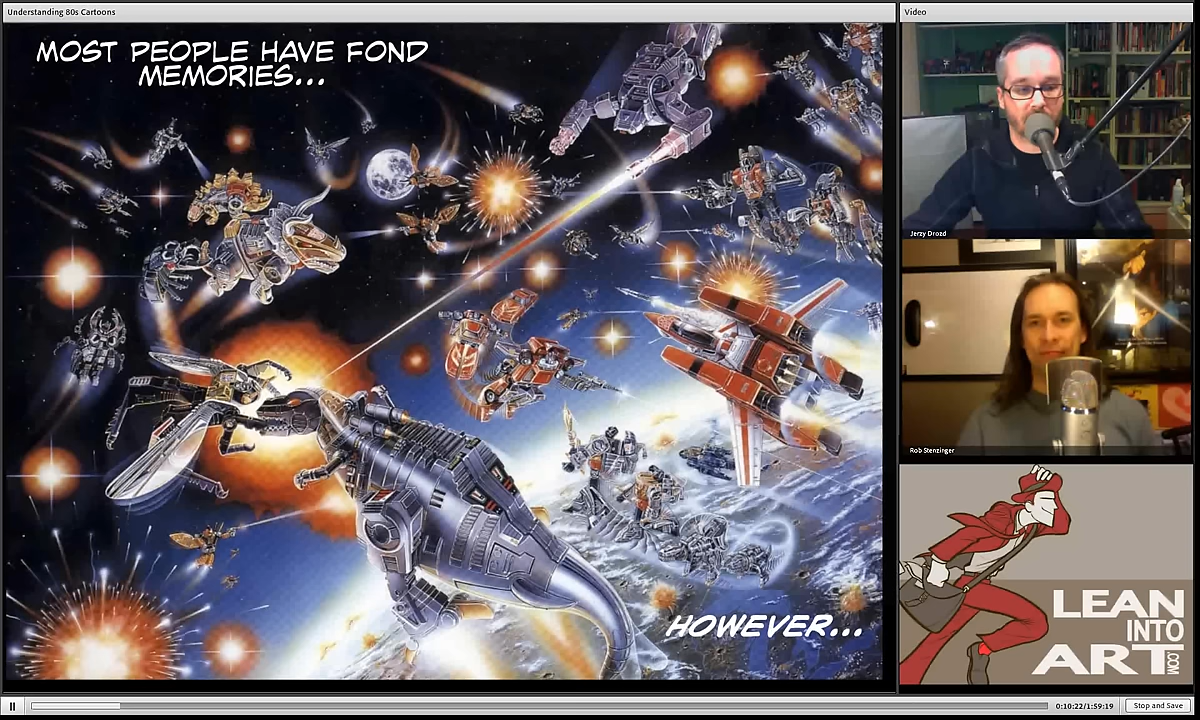 Understanding 80s Cartoons
MOST PEOPLE HAVE FOND
MEMORIES...
HOWEVER...
Video
Jerzy Drozd
Rob Stenzinger
LEAN
INTO
ART.COM
0:10:22/1:59:19
Stop and Save